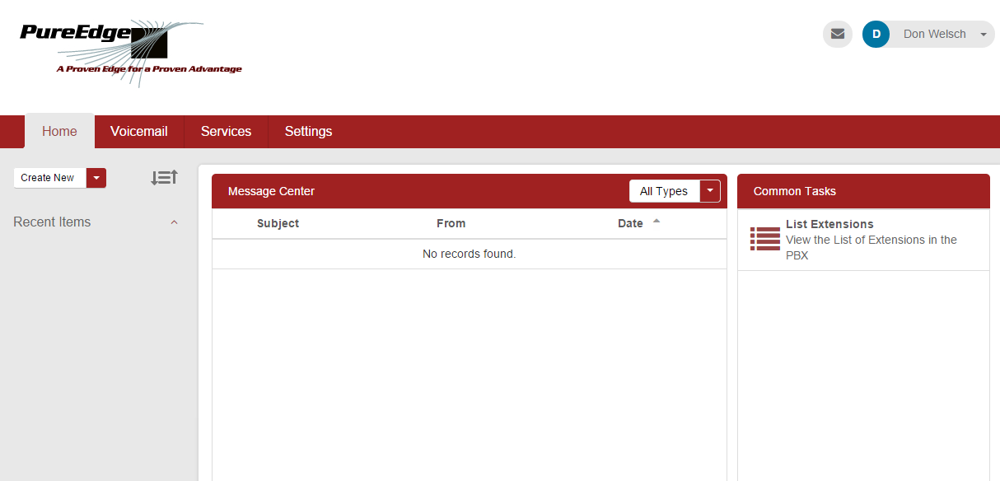 PureEdge
A Proven Edge for a Proven Advantage
D Don Welsch
Home Voicemail Services Settings
Create New
Recent Items
Message Center All Types
Subject From Date
No records found.
Common Tasks
List Extensions
View the List of Extensions in the
PBX